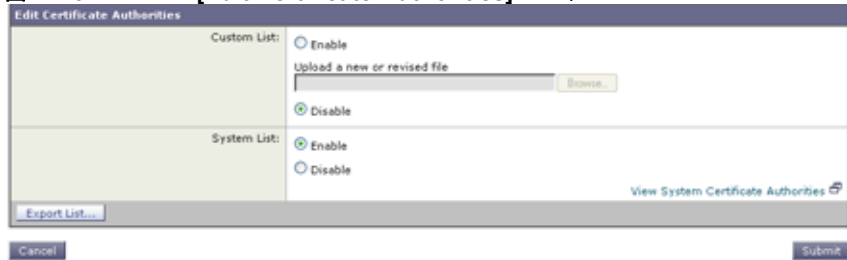 Edit Certificate Authorities
Custom List:
Enable
Upload a new or revised file
Browse...
Disable
System List:
Enable
Disable
View System Certificate Authorities
Export List...
Cancel
Submit